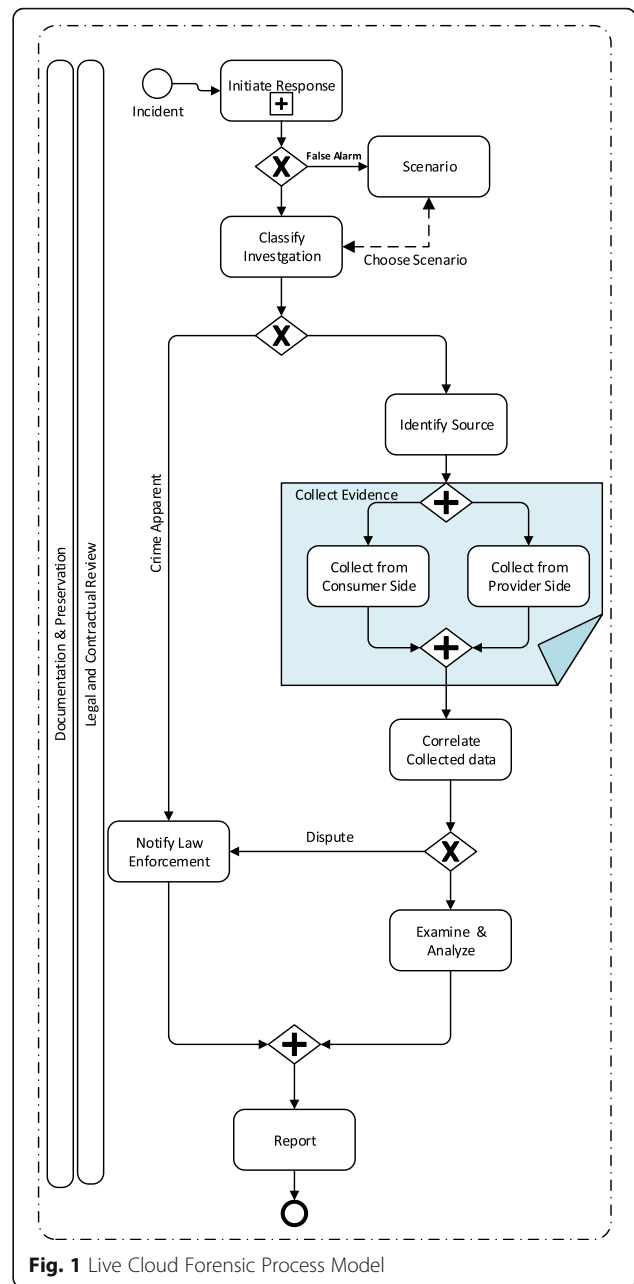 Initiate Response
Incident
False Alarm
Scenario
Classify
Investgation
Choose Scenario
Identify Source
Collect Evidence
Collect from
Consumer Side
Collect from
Provider Side
Crime Apparent
Documentation & Preservation
Legal and Contractual Review
Correlate
Collected data
Notify Law
Enforcement
Dispute
Examine &
Analyze
Report
Fig. 1 Live Cloud Forensic Process Model